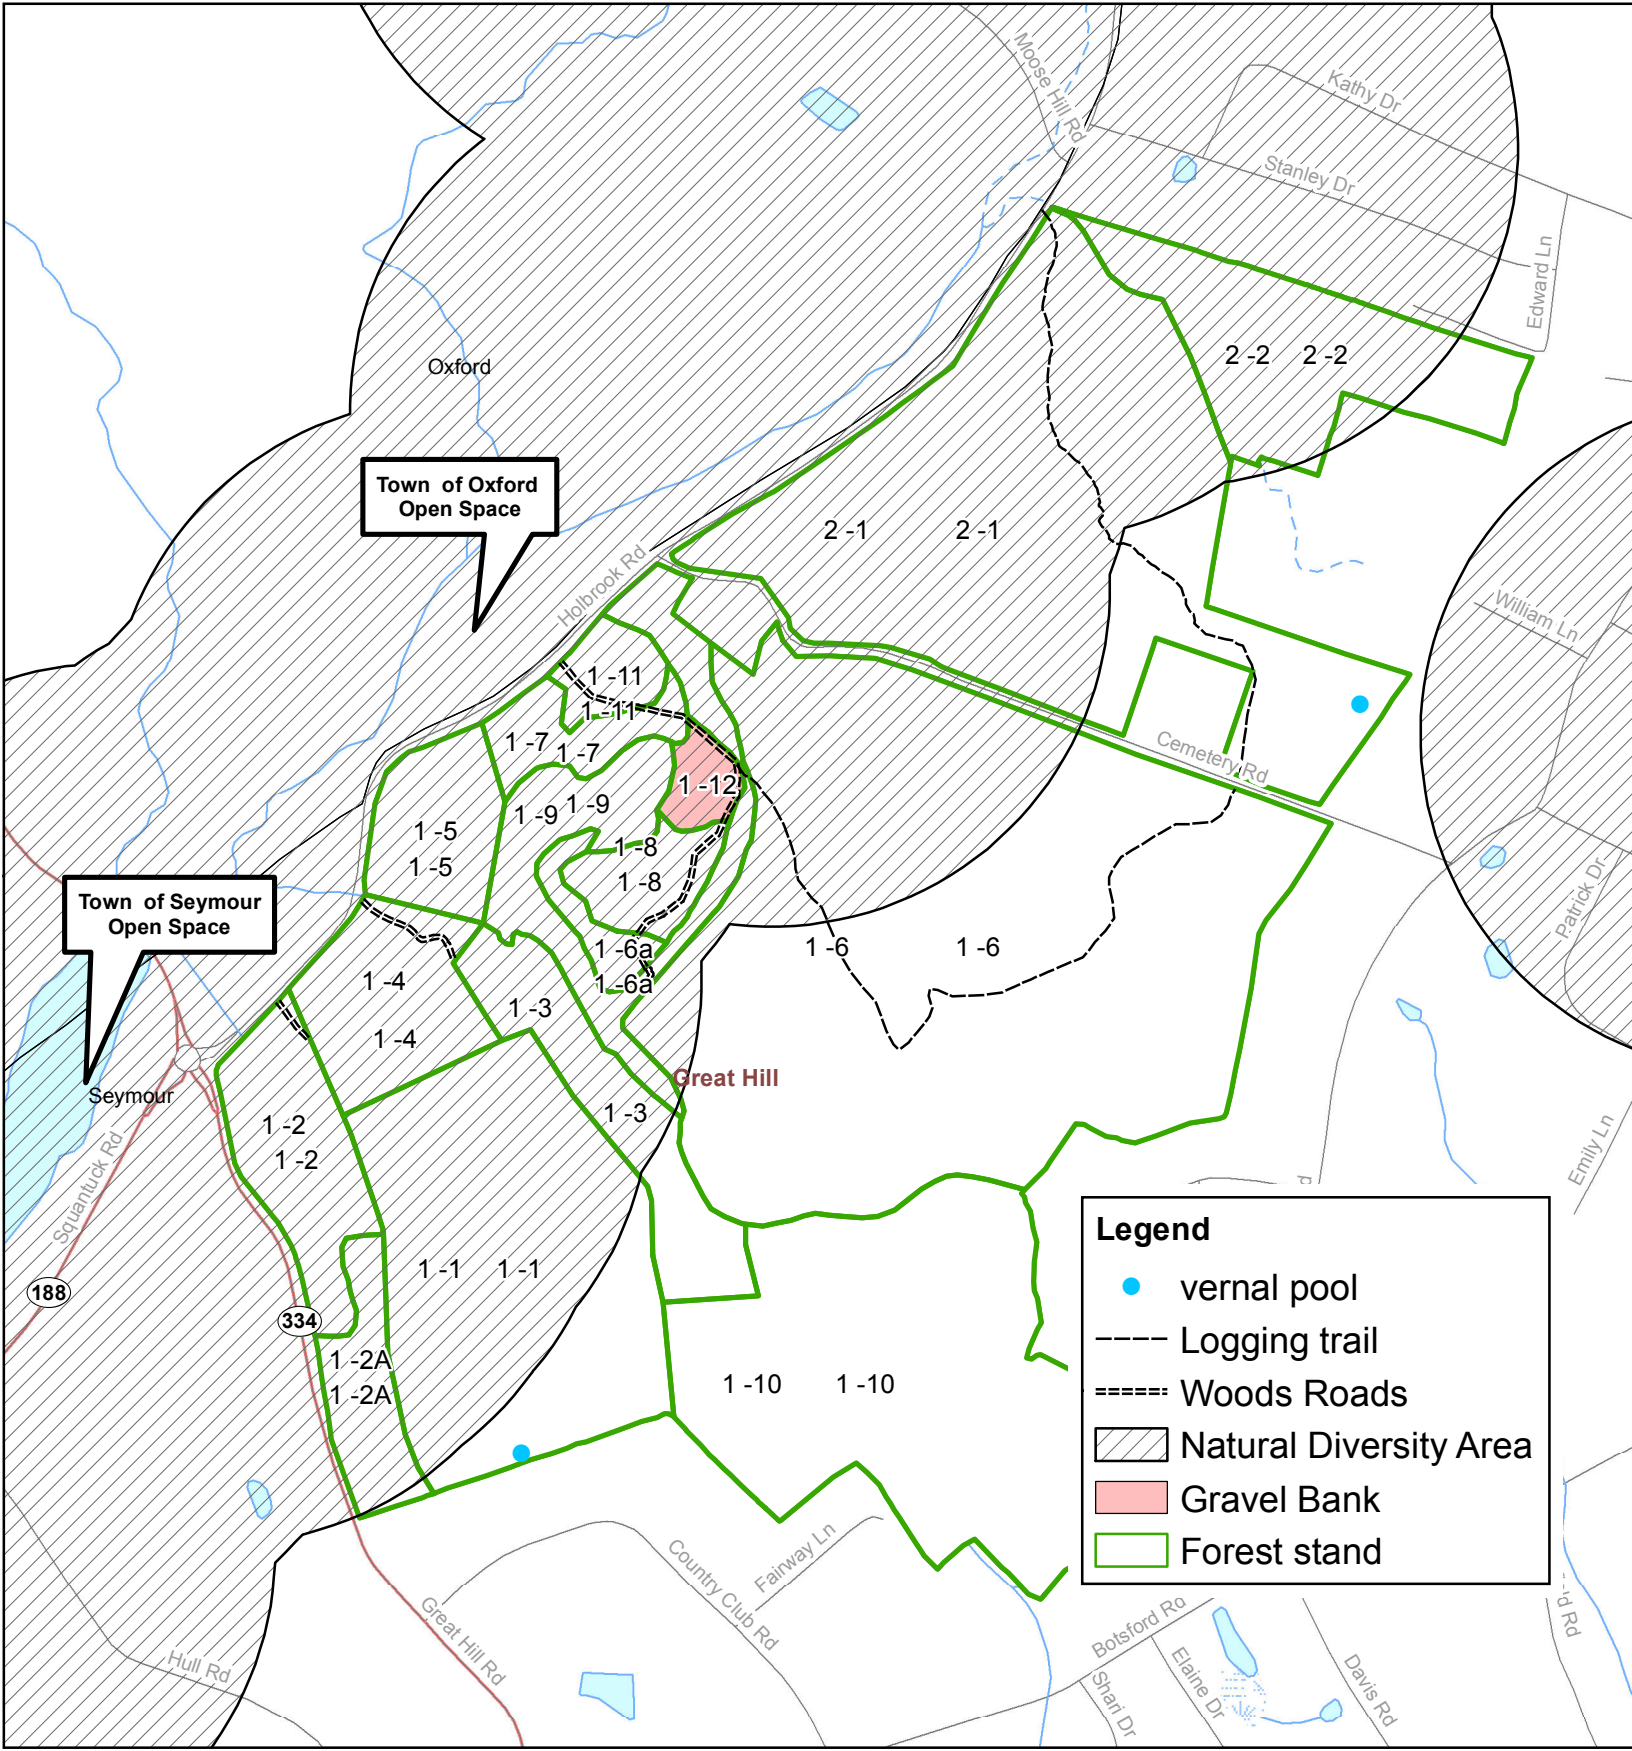 Moose Hill Rd
Kathy Dr
Stanley Dr
Edward Ln
Oxford
2 -2 2 -2
Town of Oxford
Open Space
2 -1 2 -1
Holbrook Rd
William Ln
1 -11
1 -11
1 -7
1 -7
Cemetery Rd
1 -12
1 -9
1 -9
1 -5
1 -5
1 -8
1 -8
Patrick Dr
Town of Seymour
Open Space
1 -6a
1 -6a
1 -6 1 -6
1 -4
1 -4
1 -3
Great Hill
Seymour
1 -3
1 -2
1 -2
Squantuck Rd
Emily Ln
d
188
334
1 -1 1 -1
1 -2A
1 -2A
1 -10 1 -10
Legend
vernal pool
Logging trail
Woods Roads
Natural Diversity Area
Gravel Bank
Forest stand
Country Club Rd
Fairway Ln
Great Hill Rd
Hull Rd
Botsford Rd
Shari Dr
Elaine Dr
Davis Rd
Rd